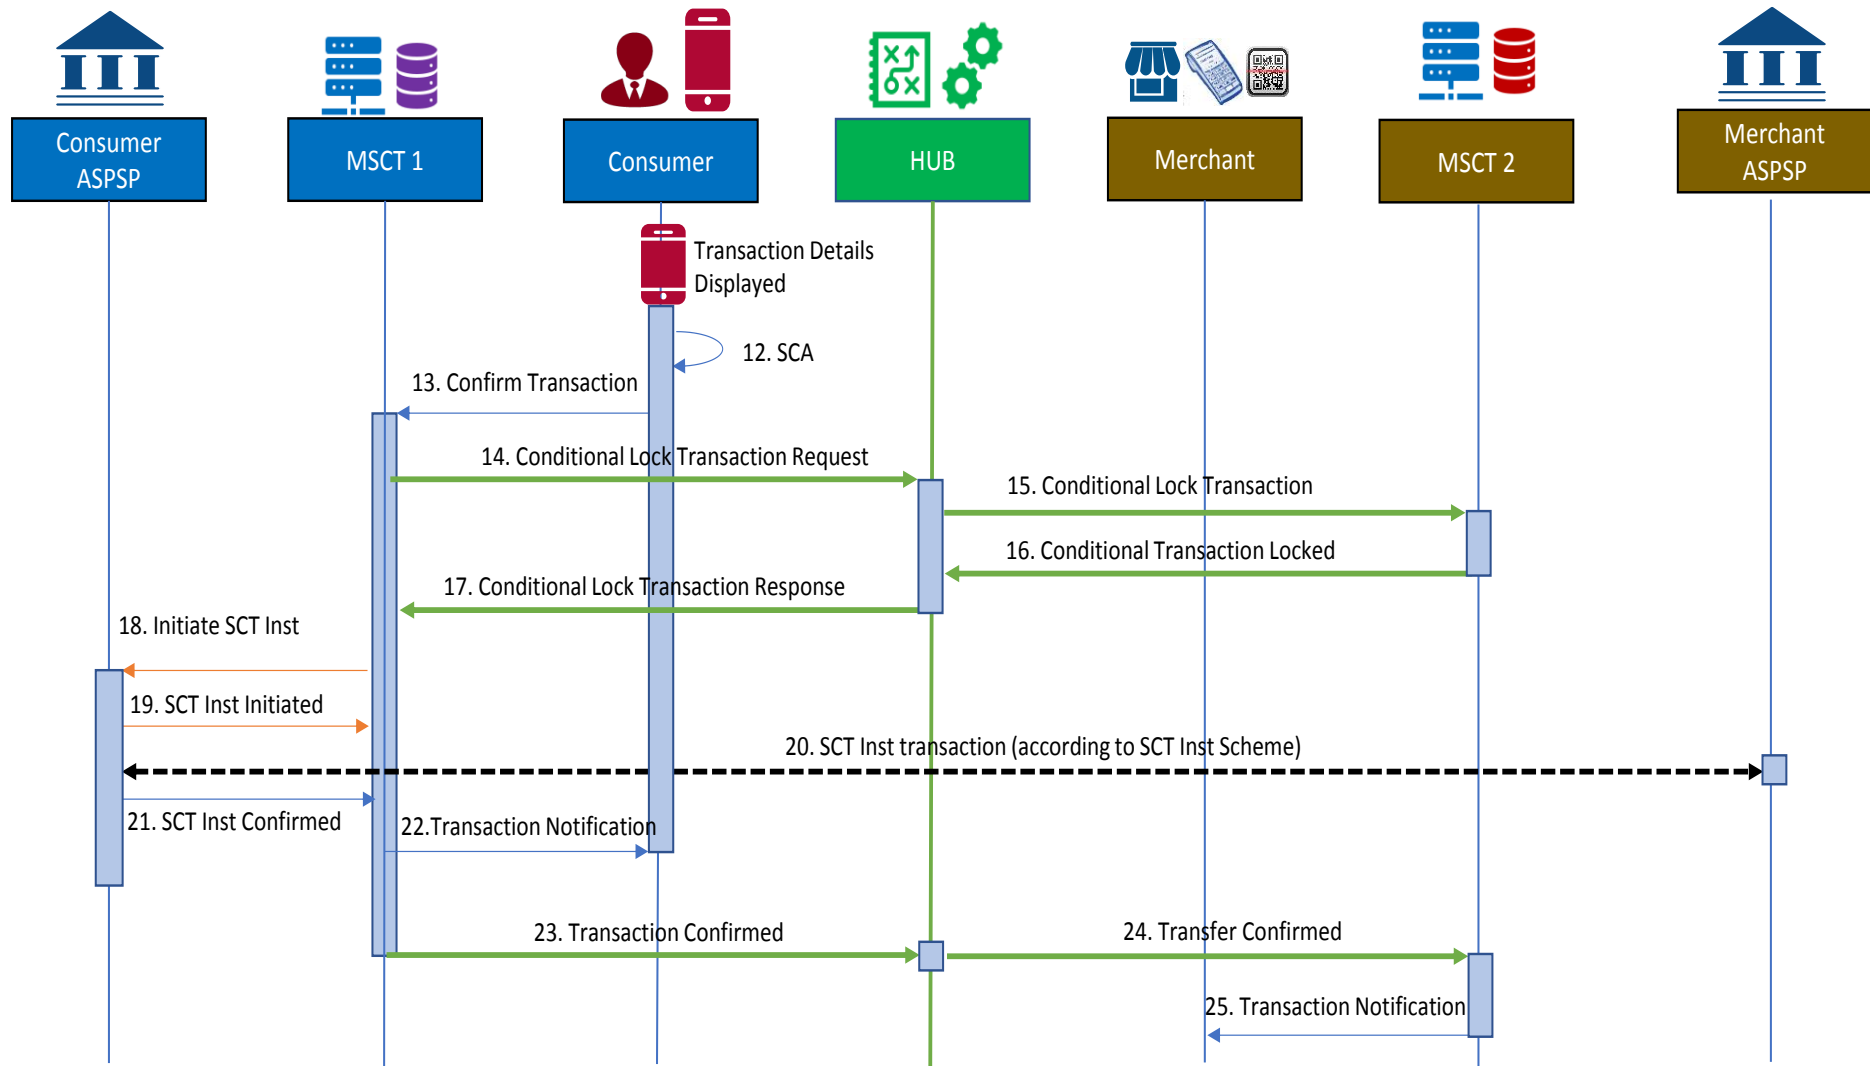 Consumer
ASPSP
MSCT 1
Consumer
HUB
Merchant
MSCT 2
Merchant
ASPSP
Transaction Details
Displayed
12. SCA
13. Confirm Transaction
14. Conditional Lock Transaction Request
15. Conditional Lock Transaction
16. Conditional Transaction Locked
17. Conditional Lock Transaction Response
18. Initiate SCT Inst
19. SCT Inst Initiated
20. SCT Inst transaction (according to SCT Inst Scheme)
21. SCT Inst Confirmed
22.Transaction Notification
23. Transaction Confirmed
24. Transfer Confirmed
25. Transaction Notification